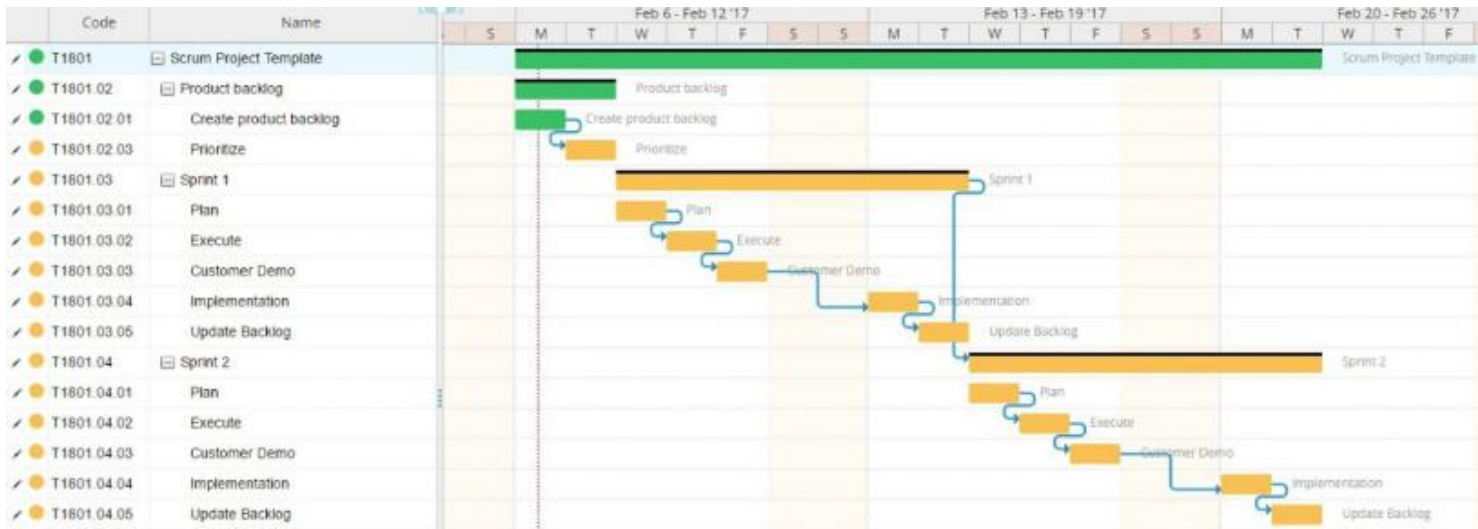 Code Name Feb 6 - Feb 12 '17 Feb 13 - Feb 19 '17 Feb 20 - Feb 26 '17
S M T W T F S S M T W T F S S M T W T F
T1801 Scrum Project Template Scrum Project Template
T1801.02 Product backlog Product backlog
T1801.02.01 Create product backlog Create product backlog
T1801.02.03 Prioritize Prioritize
T1801.03 Sprint 1 Sprint 1
T1801.03.01 Plan Plan
T1801.03.02 Execute Execute
T1801.03.03 Customer Demo Customer Demo
T1801.03.04 Implementation Implementation
T1801.03.05 Update Backlog Update Backlog
T1801.04 Sprint 2 Sprint 2
T1801.04.01 Plan Plan
T1801.04.02 Execute Execute
T1801.04.03 Customer Demo Customer Demo
T1801.04.04 Implementation Implementation
T1801.04.05 Update Backlog Update Backlog